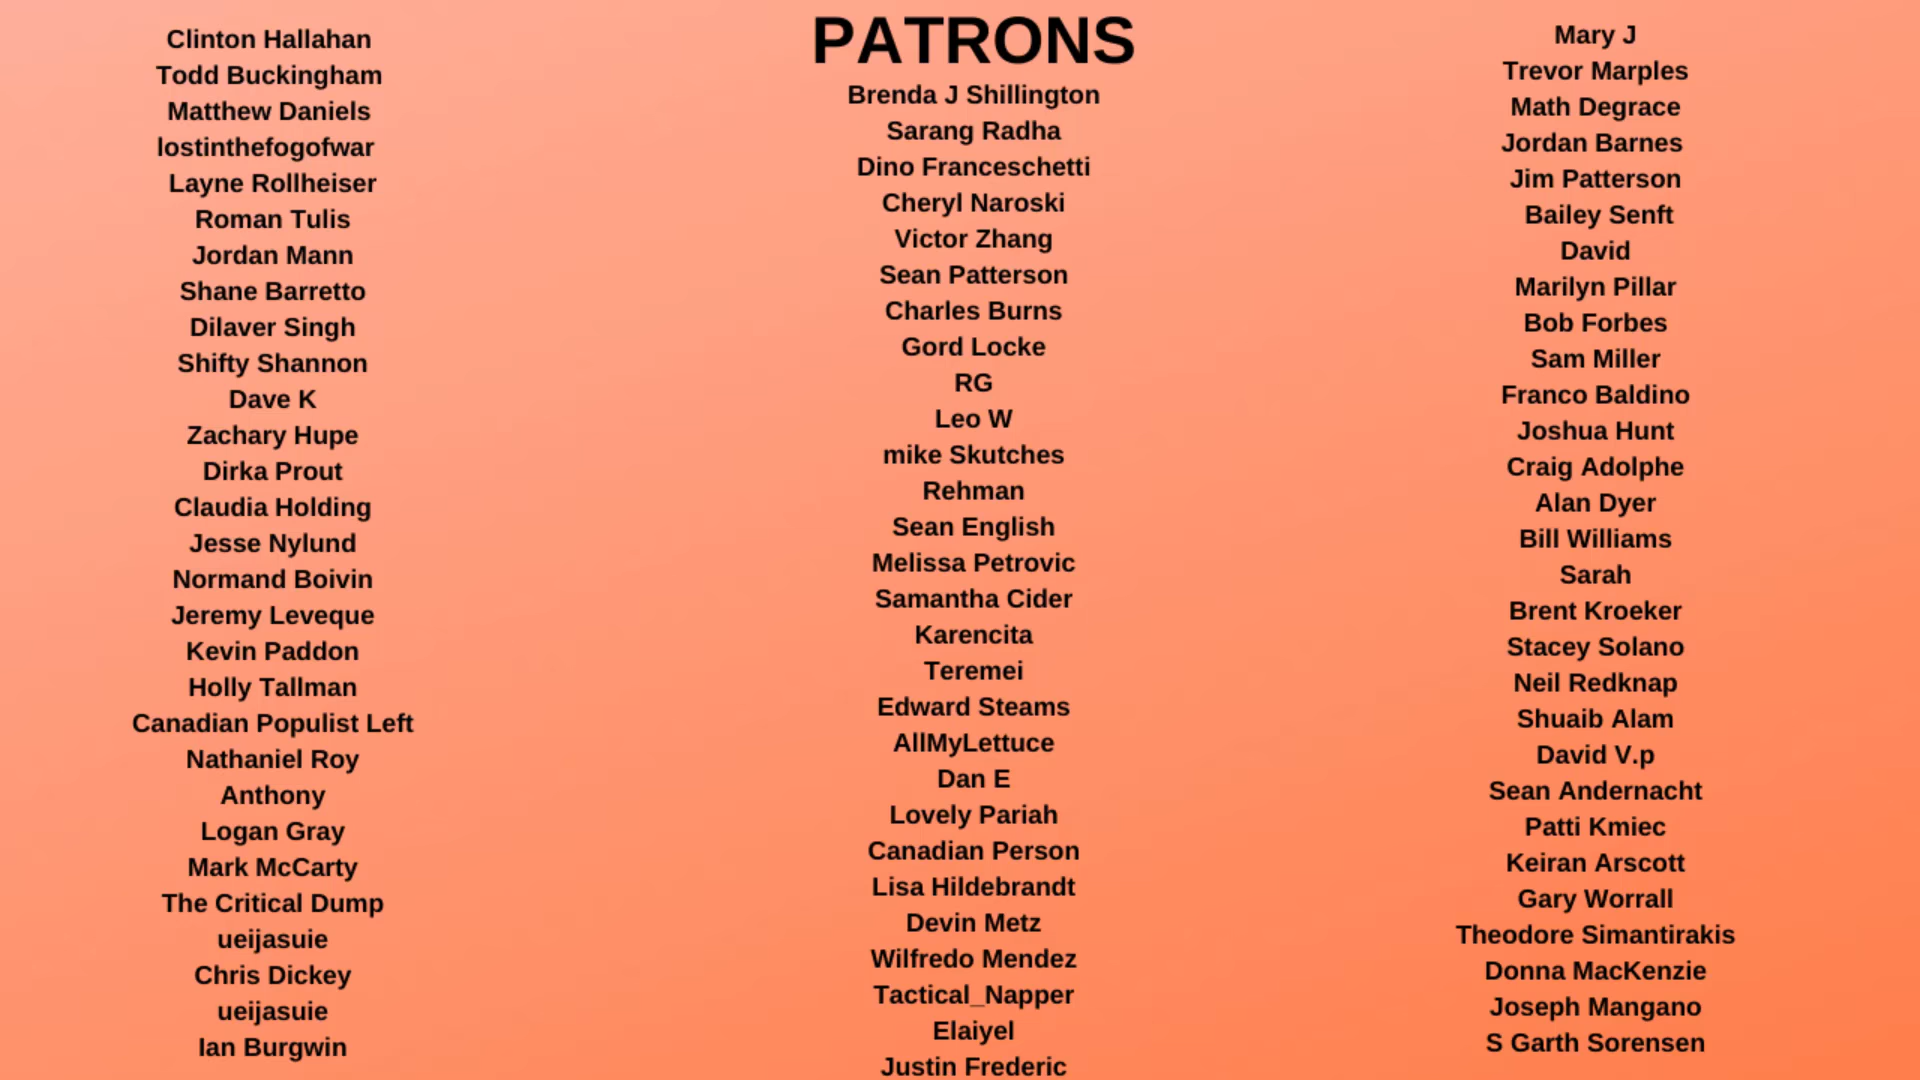 Clinton Hallahan
Todd Buckingham
Matthew Daniels
lostinthefogofwar
Layne Rollheiser
Roman Tulis
Jordan Mann
Shane Barretto
Dilaver Singh
Shifty Shannon
Dave K
Zachary Hupe
Dirka Prout
Claudia Holding
Jesse Nylund
Normand Boivin
Jeremy Leveque
Kevin Paddon
Holly Tallman
Canadian Populist Left
Nathaniel Roy
Anthony
Logan Gray
Mark McCarty
The Critical Dump
ueijasuie
Chris Dickey
ueijasuie
Ian Burgwin
PATRONS
Brenda J Shillington
Sarang Radha
Dino Franceschetti
Cheryl Naroski
Victor Zhang
Sean Patterson
Charles Burns
Gord Locke
RG
Leo W
mike Skutches
Rehman
Sean English
Melissa Petrovic
Samantha Cider
Karencita
Teremei
Edward Steams
AllMyLettuce
Dan E
Lovely Pariah
Canadian Person
Lisa Hildebrandt
Devin Metz
Wilfredo Mendez
Tactical_Napper
Elaiyel
Justin Frederic
Mary J
Trevor Marples
Math Degrace
Jordan Barnes
Jim Patterson
Bailey Senft
David
Marilyn Pillar
Bob Forbes
Sam Miller
Franco Baldino
Joshua Hunt
Craig Adolphe
Alan Dyer
Bill Williams
Sarah
Brent Kroeker
Stacey Solano
Neil Redknap
Shuaib Alam
David V.p
Sean Andernacht
Patti Kmiec
Keiran Arscott
Gary Worrall
Theodore Simantirakis
Donna MacKenzie
Joseph Mangano
S Garth Sorensen